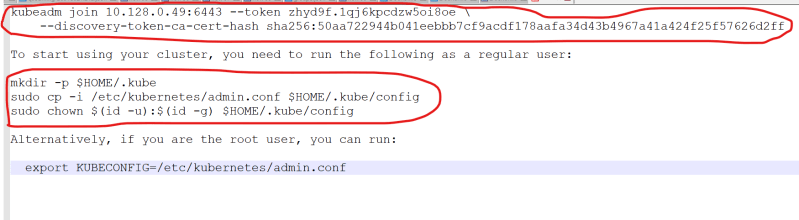 kubeadm join 10.128.0.49:6443 --token zhyd9f.1qj6kpcdzw5oi8oe \
--discovery-token-ca-cert-hash sha256:50aa722944b041eebbb7cf9acdf178aafa34d43b4967a41a424f25f57626d2ff
To start using your cluster, you need to run the following as a regular user:
mkdir -p $HOME/.kube
sudo cp -i /etc/kubernetes/admin.conf $HOME/.kube/config
sudo chown $(id -u):$(id -g) $HOME/.kube/config
Alternatively, if you are the root user, you can run:
export KUBECONFIG=/etc/kubernetes/admin.conf